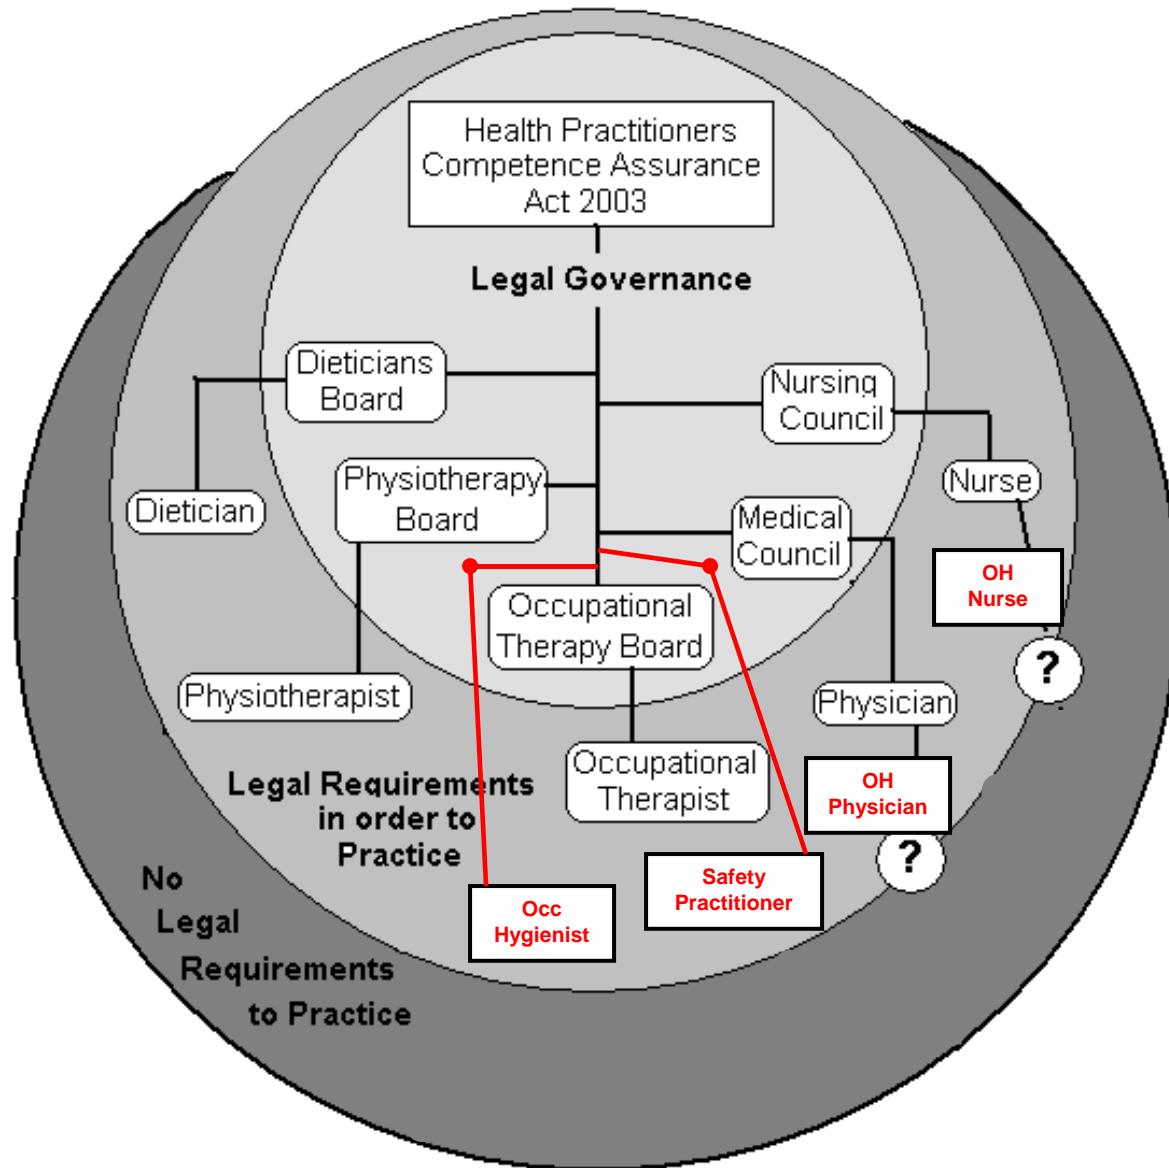 Health Practitioners
Competence Assurance
Act 2003
Legal Governance
Dieticians
Board
Nursing
Council
Physiotherapy
Board
Nurse
Dietician
Medical
Council
OH
Nurse
Occupational
Therapy Board
?
Physiotherapist
Physician
Occupational
Therapist
OH
Physician
Legal Requirements
in order to
Practice
?
Safety
Practitioner
Occ
Hygienist
No
Legal
Requirements
to Practice